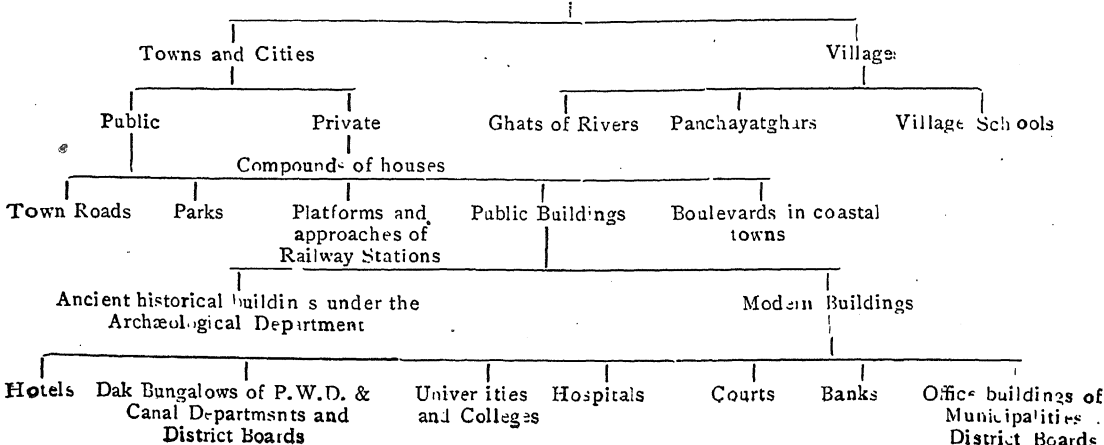 Towns and Cities
Villages
Public
Private
Ghats of Rivers
Panchayatghars
Village Schools
Compounds of houses
Town Roads
Parks
Platforms and
approaches of
Railway Stations
Public Buildings
Boulevards in coastal
towns
Ancient historical buildings under the
Archæological Department
Modern Buildings
Hotels
Dak Bungalows of P.W.D. &
Canal Departmsnts and
District Boards
Univer ities
and Colleges
Hospitals
Courts
Banks
Office buildings of
Municipalities
District Boards